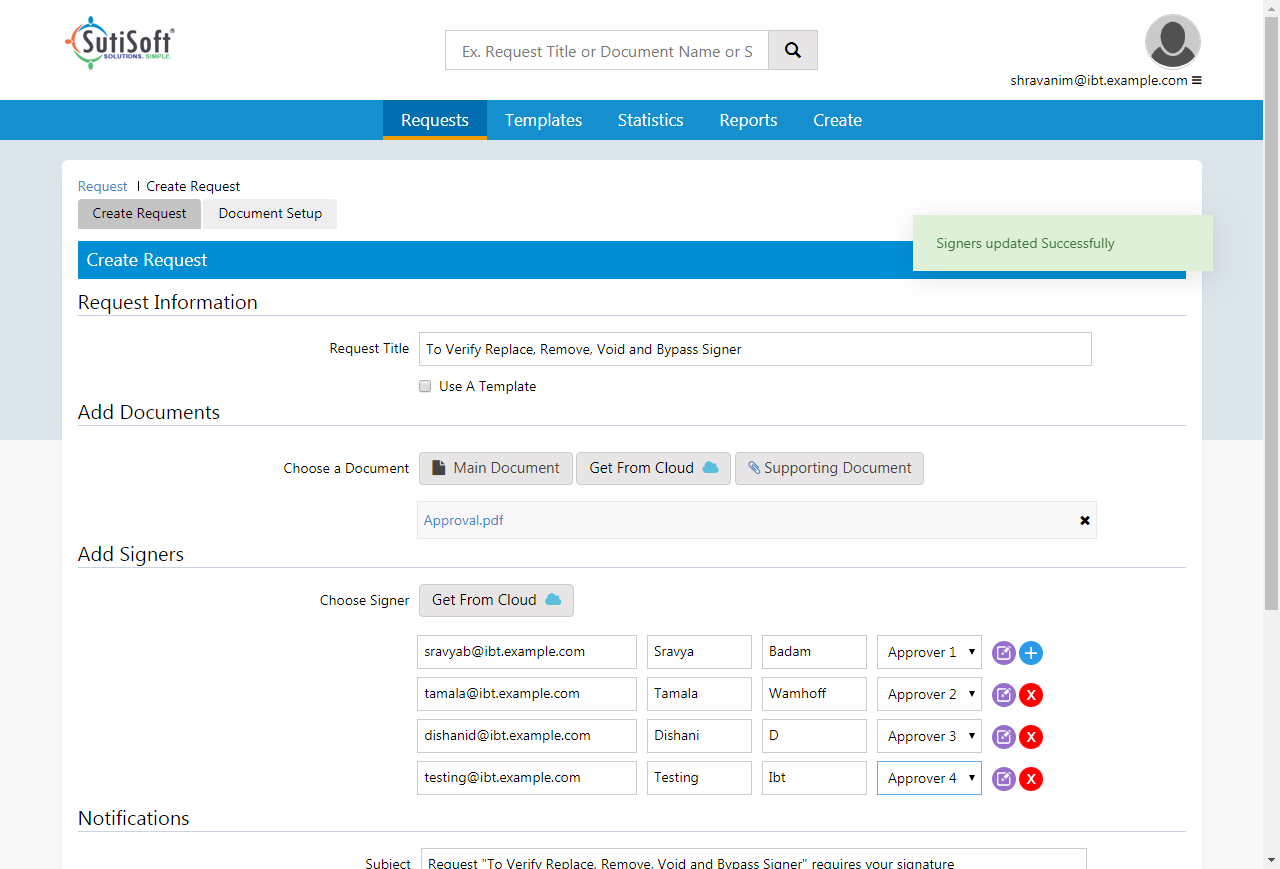 SutiSoft®
SOLUTIONS. SIMPLE.
Ex. Request Title or Document Name or S
shravanim@ibt.example.com
Requests Templates Statistics Reports Create
Request | Create Request
Create Request Document Setup
Signers updated Successfully
Create Request
Request Information
Request Title To Verify Replace, Remove, Void and Bypass Signer
Use A Template
Add Documents
Choose a Document Main Document Get From Cloud Supporting Document
Approval.pdf
Add Signers
Choose Signer Get From Cloud
sravyab@ibt.example.com Sravya Badam Approver 1
tamala@ibt.example.com Tamala Wamhoff Approver 2 X
dishanid@ibt.example.com Dishani D Approver 3 X
testing@ibt.example.com Testing Ibt Approver 4 X
Notifications
Subject Request "To Verify Replace, Remove, Void and Bypass Signer" requires your signature